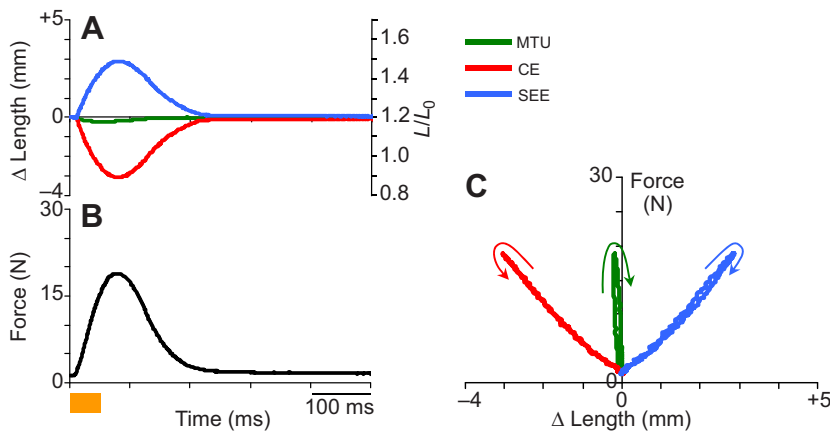 A
+5
0
–4
Δ Length (mm)
1.6
1.4
1.2
1.0
0.8
L/L0
MTU
CE
SEE
B
30
15
0
Force (N)
Time (ms)
100 ms
C
30
Force
(N)
0
–4
0
+5
Δ Length (mm)